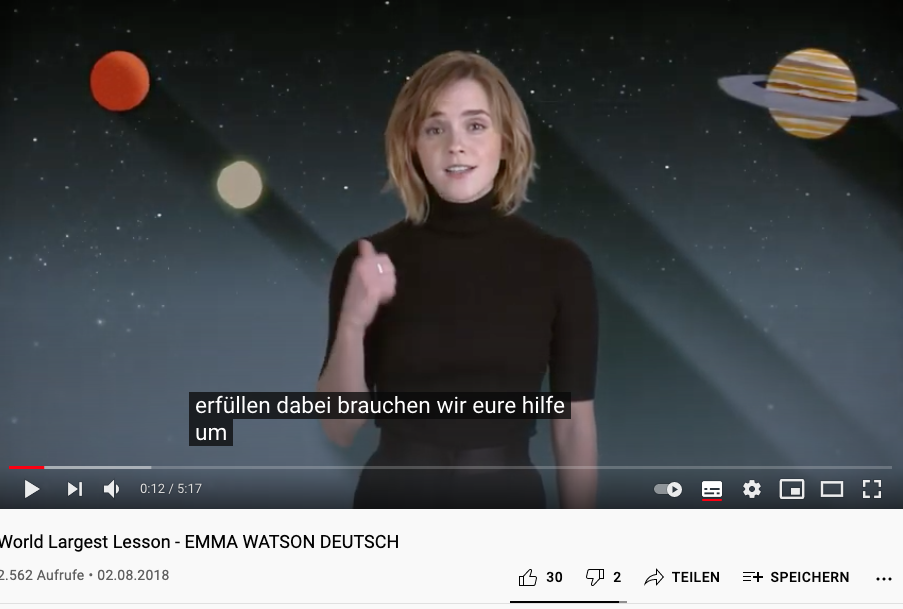 erfüllen dabei brauchen wir eure hilfe
um
0:12 / 5:17
World Largest Lesson - EMMA WATSON DEUTSCH
2.562 Aufrufe • 02.08.2018
30
2
TEILEN
SPEICHERN